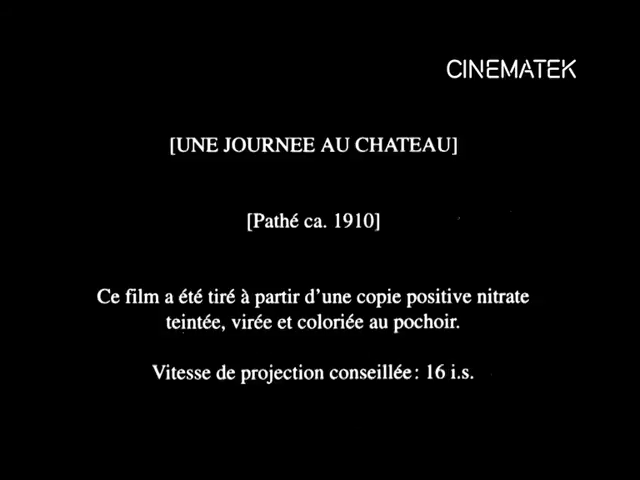 CINEMATEK
[UNE JOURNEE AU CHATEAU]
[Pathé ca. 1910]
Ce film a été tiré à partir d'une copie positive nitrate
teintée, virée et coloriée au pochoir.
Vitesse de projection conseillée : 16 i.s.